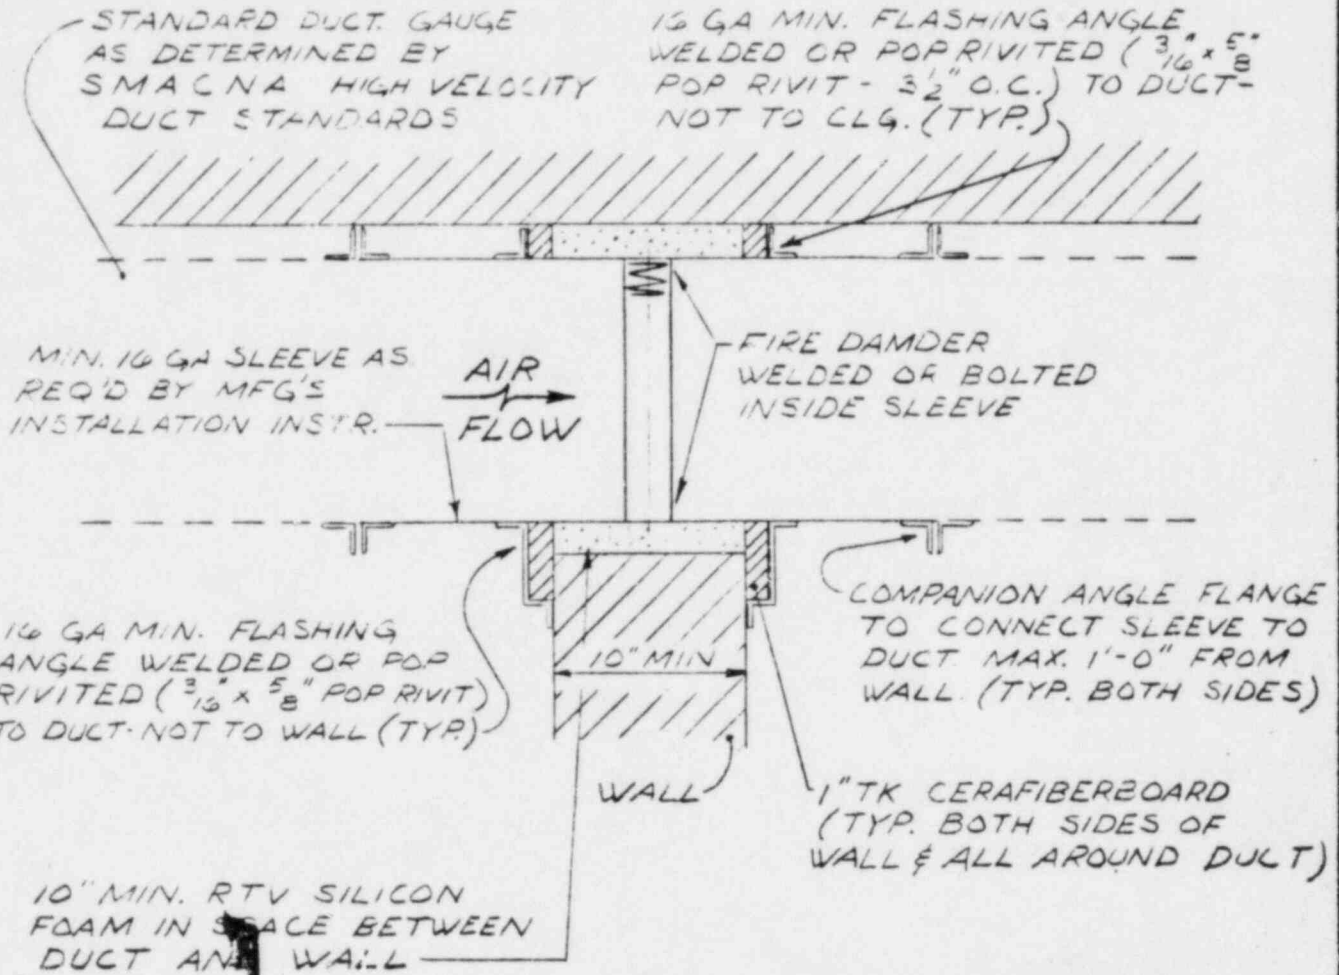 STANDARD DUCT GAUGE
AS DETERMINED BY
SMACNA HIGH VELOCITY
DUCT STANDARDS
16 GA MIN. FLASHING ANGLE
WELDED OR POP RIVITED (3/16" x 5/8"
POP RIVIT - 3 1/2" O.C.) TO DUCT-
NOT TO CLG. (TYP.)
MIN. 16 GA SLEEVE AS
REQ'D BY MFG'S
INSTALLATION INSTR.
AIR
FLOW
FIRE DAMDER
WELDED OR BOLTED
INSIDE SLEEVE
16 GA MIN. FLASHING
ANGLE WELDED OR POP
RIVITED (3/16" x 5/8" POP RIVIT)
TO DUCT-NOT TO WALL (TYP.)
10" MIN
COMPANION ANGLE FLANGE
TO CONNECT SLEEVE TO
DUCT MAX. 1'-0" FROM
WALL. (TYP. BOTH SIDES)
WALL
1" TK CERAFIBERBOARD
(TYP. BOTH SIDES OF
WALL & ALL AROUND DUCT)
10" MIN. RTV SILICON
FOAM IN SPACE BETWEEN
DUCT AND WALL